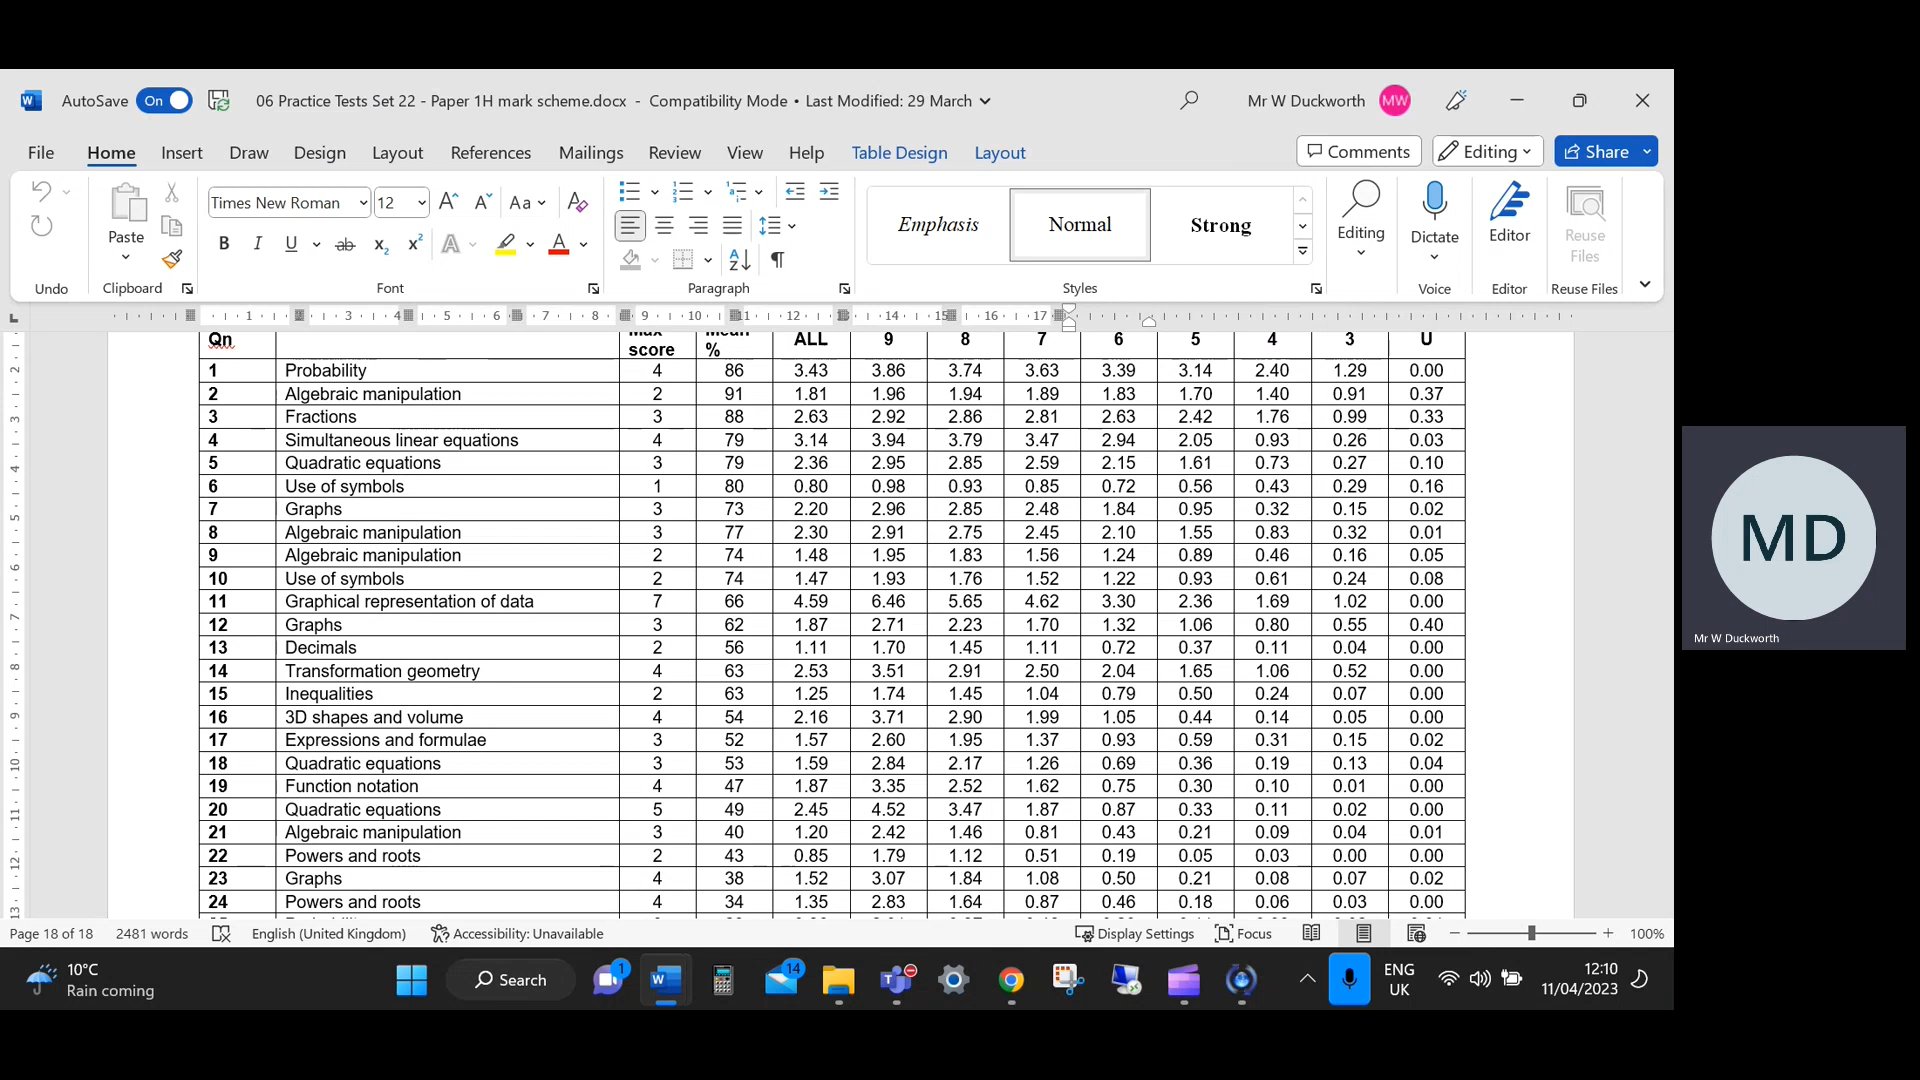 AutoSave On 06 Practice Tests Set 22 - Paper 1H mark scheme.docx - Compatibility Mode • Last Modified: 29 March Mr W Duckworth MW
File Home Insert Draw Design Layout References Mailings Review View Help Table Design Layout Comments Editing Share
Times New Roman 12 Aa
Paste Emphasis Normal Strong Editing Dictate Editor Reuse Files
B I U ab x2 x2 A A
Undo Clipboard Font Paragraph Styles Voice Editor Reuse Files
1 3 4 5 6 7 8 9 10 11 12 13 14 15 16 17
Qn Max score Mean % ALL 9 8 7 6 5 4 3 U
1 Probability 4 86 3.43 3.86 3.74 3.63 3.39 3.14 2.40 1.29 0.00
2 Algebraic manipulation 2 91 1.81 1.96 1.94 1.89 1.83 1.70 1.40 0.91 0.37
3 Fractions 3 88 2.63 2.92 2.86 2.81 2.63 2.42 1.76 0.99 0.33
4 Simultaneous linear equations 4 79 3.14 3.94 3.79 3.47 2.94 2.05 0.93 0.26 0.03
5 Quadratic equations 3 79 2.36 2.95 2.85 2.59 2.15 1.61 0.73 0.27 0.10
6 Use of symbols 1 80 0.80 0.98 0.93 0.85 0.72 0.56 0.43 0.29 0.16
7 Graphs 3 73 2.20 2.96 2.85 2.48 1.84 0.95 0.32 0.15 0.02
8 Algebraic manipulation 3 77 2.30 2.91 2.75 2.45 2.10 1.55 0.83 0.32 0.01
9 Algebraic manipulation 2 74 1.48 1.95 1.83 1.56 1.24 0.89 0.46 0.16 0.05
10 Use of symbols 2 74 1.47 1.93 1.76 1.52 1.22 0.93 0.61 0.24 0.08
11 Graphical representation of data 7 66 4.59 6.46 5.65 4.62 3.30 2.36 1.69 1.02 0.00
12 Graphs 3 62 1.87 2.71 2.23 1.70 1.32 1.06 0.80 0.55 0.40
13 Decimals 2 56 1.11 1.70 1.45 1.11 0.72 0.37 0.11 0.04 0.00
14 Transformation geometry 4 63 2.53 3.51 2.91 2.50 2.04 1.65 1.06 0.52 0.00
15 Inequalities 2 63 1.25 1.74 1.45 1.04 0.79 0.50 0.24 0.07 0.00
16 3D shapes and volume 4 54 2.16 3.71 2.90 1.99 1.05 0.44 0.14 0.05 0.00
17 Expressions and formulae 3 52 1.57 2.60 1.95 1.37 0.93 0.59 0.31 0.15 0.02
18 Quadratic equations 3 53 1.59 2.84 2.17 1.26 0.69 0.36 0.19 0.13 0.04
19 Function notation 4 47 1.87 3.35 2.52 1.62 0.75 0.30 0.10 0.01 0.00
20 Quadratic equations 5 49 2.45 4.52 3.47 1.87 0.87 0.33 0.11 0.02 0.00
21 Algebraic manipulation 3 40 1.20 2.42 1.46 0.81 0.43 0.21 0.09 0.04 0.01
22 Powers and roots 2 43 0.85 1.79 1.12 0.51 0.19 0.05 0.03 0.00 0.00
23 Graphs 4 38 1.52 3.07 1.84 1.08 0.50 0.21 0.08 0.07 0.02
24 Powers and roots 4 34 1.35 2.83 1.64 0.87 0.46 0.18 0.06 0.03 0.00
Page 18 of 18 2481 words English (United Kingdom) Accessibility: Unavailable Display Settings Focus 100%
10°C
Rain coming
Search
1
14
ENG
UK
12:10
11/04/2023
MD
Mr W Duckworth